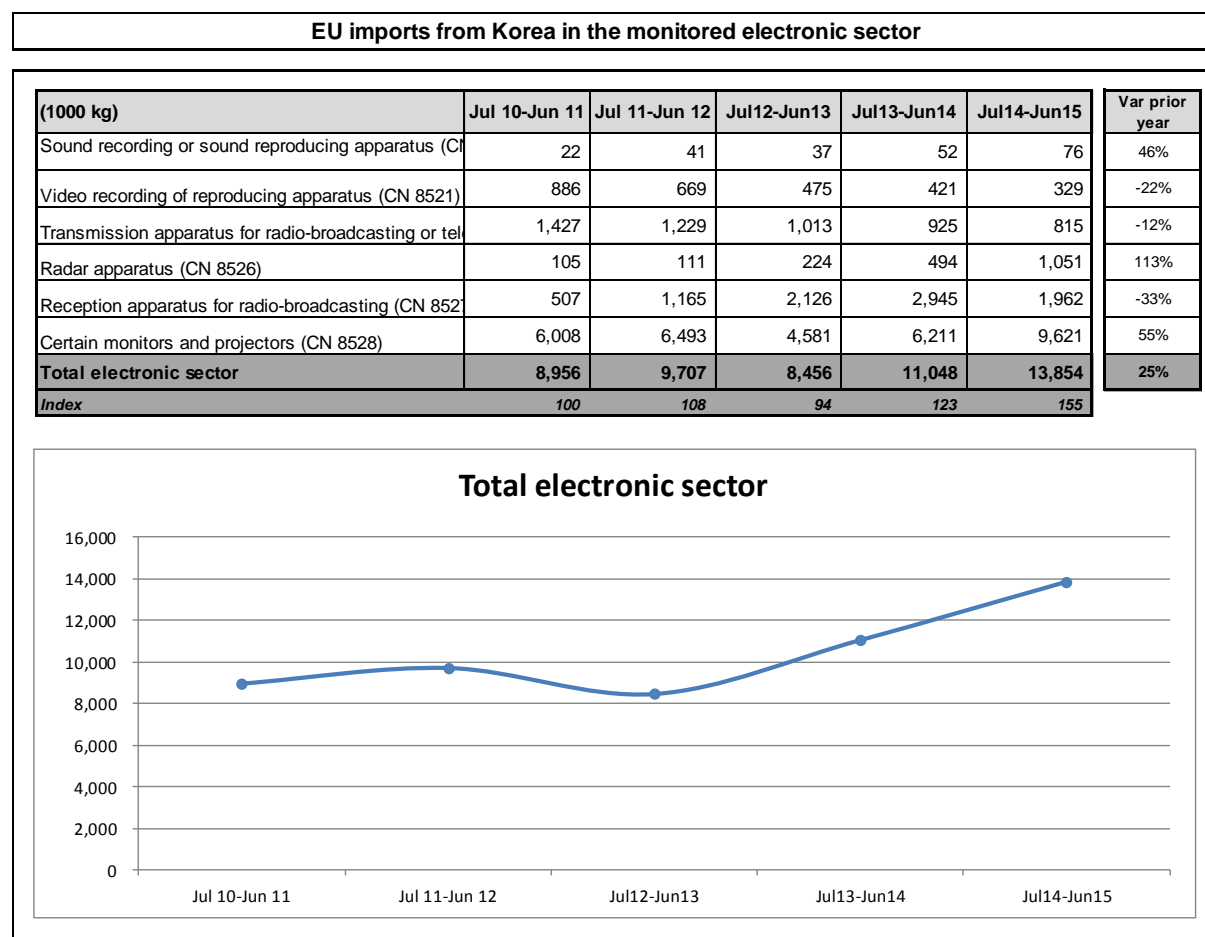 EU imports from Korea in the monitored electronic sector
(1000 kg) Jul 10-Jun 11 Jul 11-Jun 12 Jul12-Jun13 Jul13-Jun14 Jul14-Jun15 Var prior year
Sound recording or sound reproducing apparatus (CN 22 41 37 52 76 46%
Video recording of reproducing apparatus (CN 8521) 886 669 475 421 329 -22%
Transmission apparatus for radio-broadcasting or tele 1,427 1,229 1,013 925 815 -12%
Radar apparatus (CN 8526) 105 111 224 494 1,051 113%
Reception apparatus for radio-broadcasting (CN 8527 507 1,165 2,126 2,945 1,962 -33%
Certain monitors and projectors (CN 8528) 6,008 6,493 4,581 6,211 9,621 55%
Total electronic sector 8,956 9,707 8,456 11,048 13,854 25%
Index 100 108 94 123 155
Total electronic sector
16,000
14,000
12,000
10,000
8,000
6,000
4,000
2,000
0
Jul 10-Jun 11 Jul 11-Jun 12 Jul12-Jun13 Jul13-Jun14 Jul14-Jun15